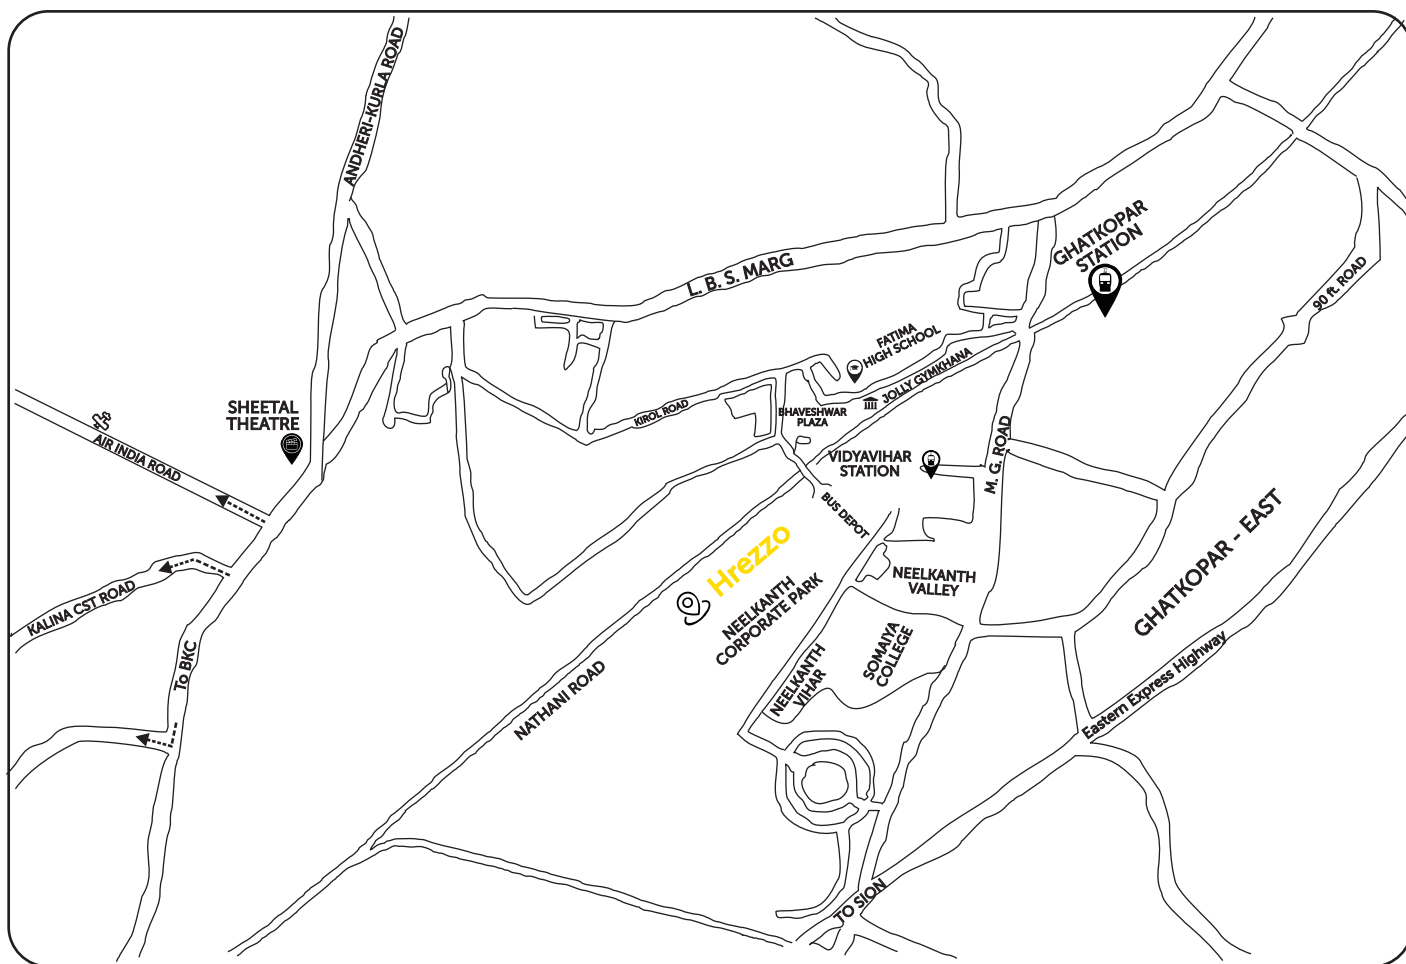 ANDHERI-KURLA ROAD
L. B. S. MARG
GHATKOPAR
STATION
90 ft. ROAD
FATIMA
HIGH SCHOOL
JOLLY GYMKHANA
KIROL ROAD
BHAVESHWAR
PLAZA
SHEETAL
THEATRE
AIR INDIA ROAD
VIDYAVIHAR
STATION
M. G. ROAD
BUS DEPOT
GHATKOPAR - EAST
Hrezzo
NEELKANTH
CORPORATE PARK
NEELKANTH
VALLEY
KALINA CST ROAD
To BKC
NATHANI ROAD
NEELKANTH
VIHAR
SOMAIYA
COLLEGE
Eastern Express Highway
TO SION